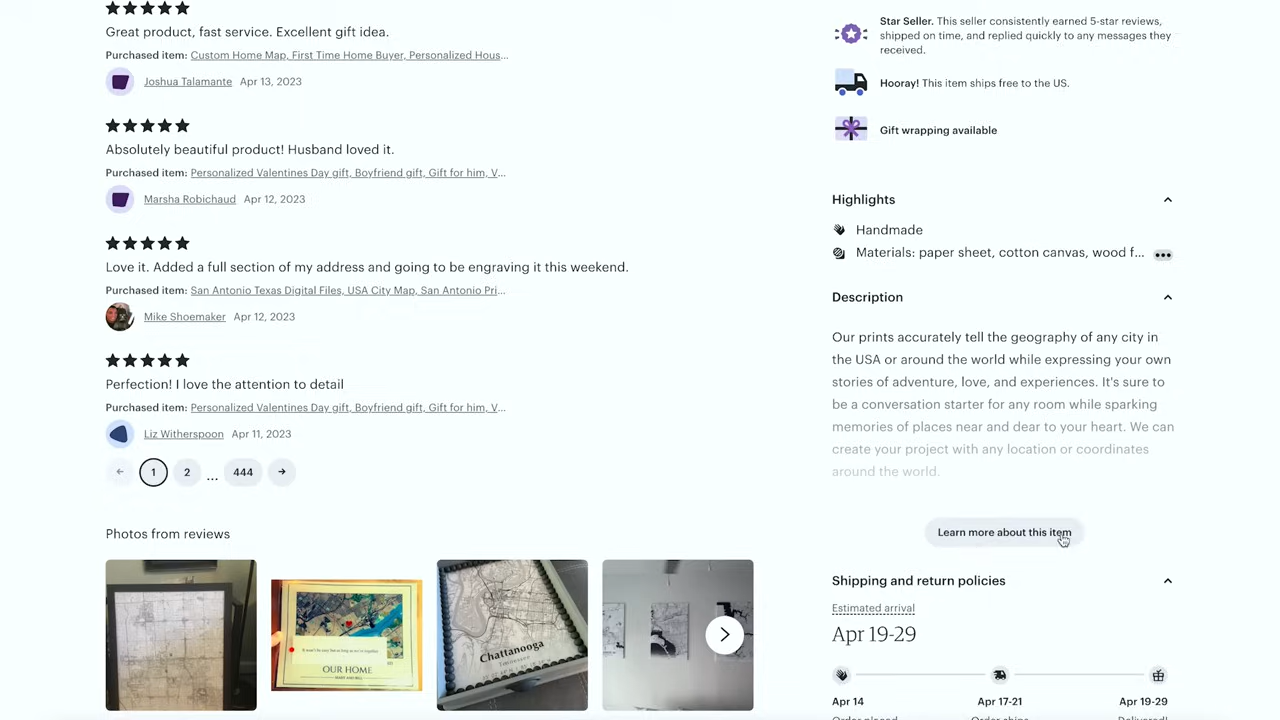 Great product, fast service. Excellent gift idea.
Purchased item: Custom Home Map, First Time Home Buyer, Personalized Hous...
Joshua Talamante Apr 13, 2023
Absolutely beautiful product! Husband loved it.
Purchased item: Personalized Valentines Day gift, Boyfriend gift, Gift for him, V...
Marsha Robichaud Apr 12, 2023
Love it. Added a full section of my address and going to be engraving it this weekend.
Purchased item: San Antonio Texas Digital Files, USA City Map, San Antonio Pri...
Mike Shoemaker Apr 12, 2023
Perfection! I love the attention to detail
Purchased item: Personalized Valentines Day gift, Boyfriend gift, Gift for him, V...
Liz Witherspoon Apr 11, 2023
1 2 ... 444
Photos from reviews
OUR HOME
Chattanooga
Star Seller. This seller consistently earned 5-star reviews,
shipped on time, and replied quickly to any messages they
received.
Hooray! This item ships free to the US.
Gift wrapping available
Highlights
Handmade
Materials: paper sheet, cotton canvas, wood f...
Description
Our prints accurately tell the geography of any city in
the USA or around the world while expressing your own
stories of adventure, love, and experiences. It's sure to
be a conversation starter for any room while sparking
memories of places near and dear to your heart. We can
create your project with any location or coordinates
around the world.
Learn more about this item
Shipping and return policies
Estimated arrival
Apr 19-29
Apr 14 Apr 17-21 Apr 19-29
Order placed Order ships Delivered!